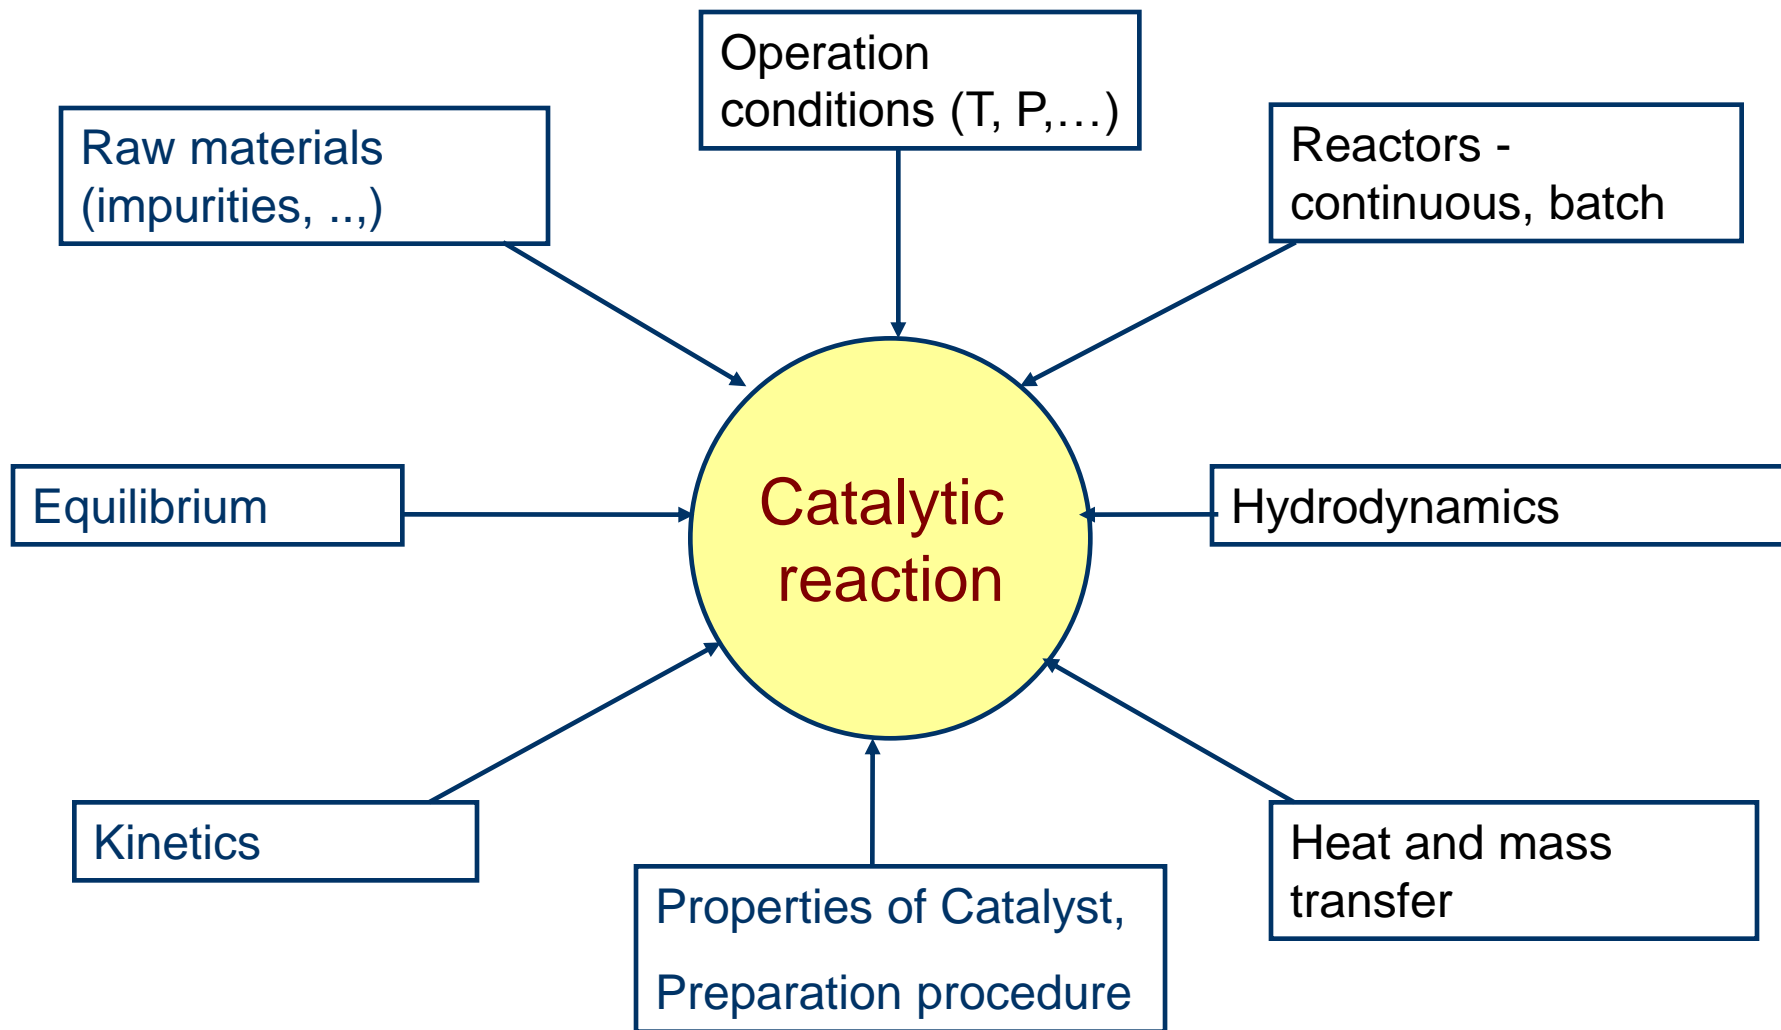 Operation
conditions (T, P,…)
Raw materials
(impurities, ..,)
Reactors -
continuous, batch
Equilibrium
Catalytic
reaction
Hydrodynamics
Kinetics
Properties of Catalyst,
Preparation procedure
Heat and mass
transfer